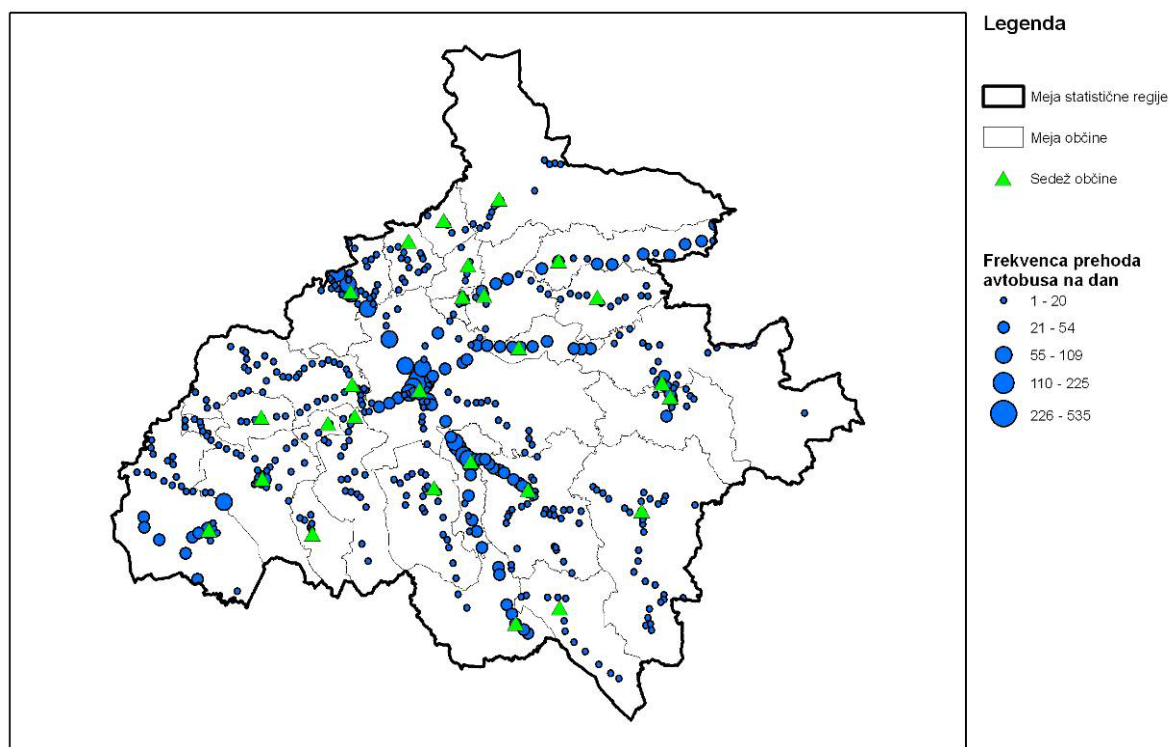 Legenda
Meja statistične regije
Meja občine
Sedež občine
Frekvenca prehoda
avtobusa na dan
1 - 20
21 - 54
55 - 109
110 - 225
226 - 535